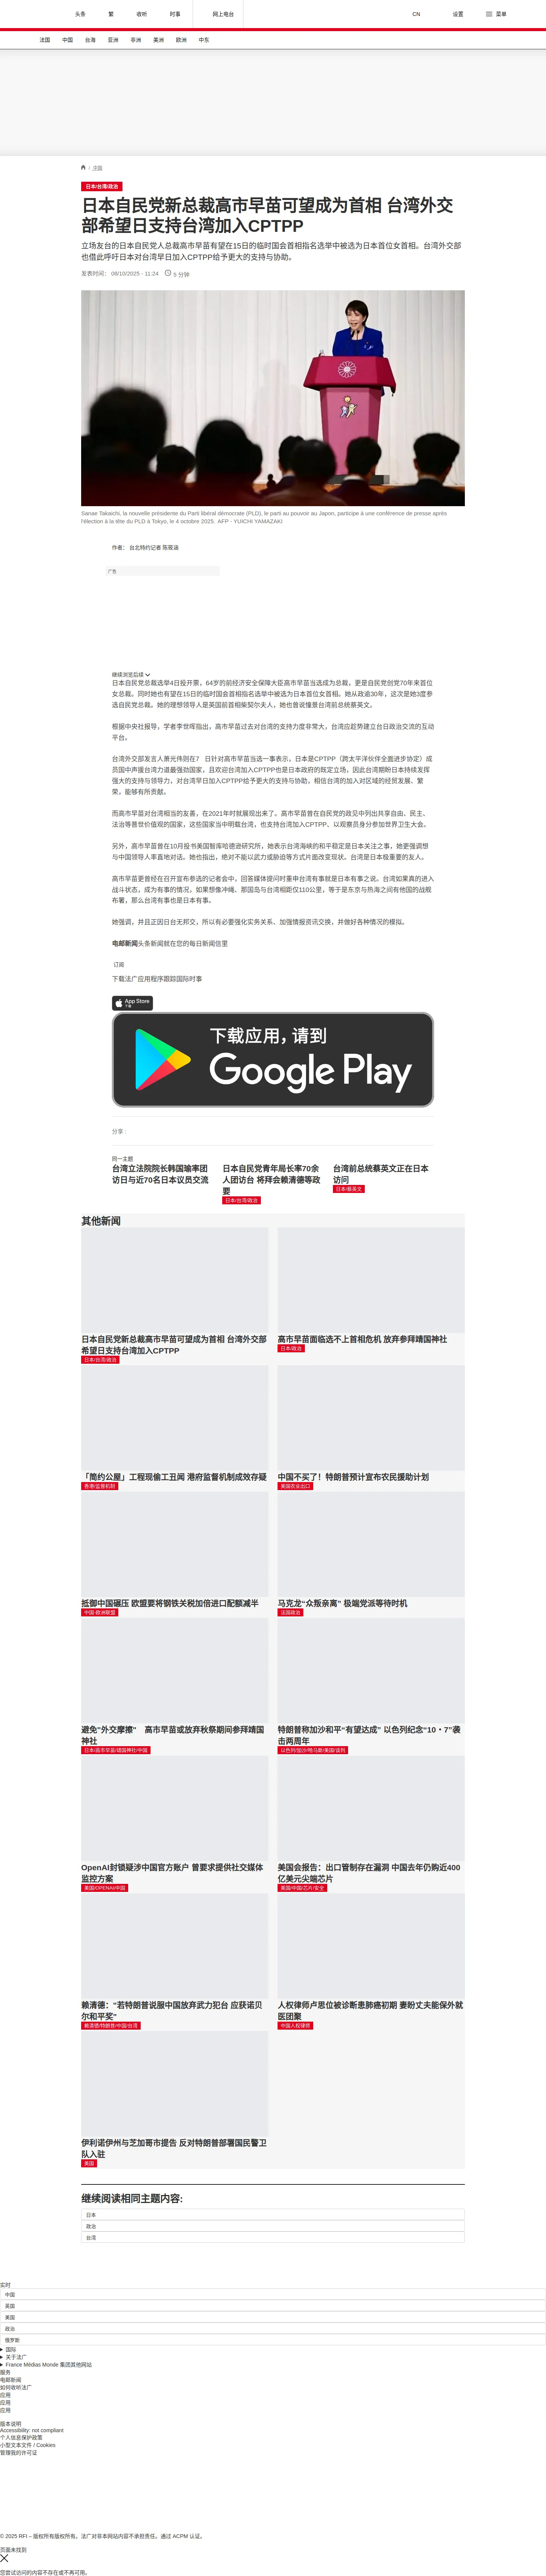 头条
繁
收听
时事
网上电台
CN
设置
菜单
法国
中国
台海
亚洲
非洲
美洲
欧洲
中东
/ 法国
日本/台湾/政治
日本自民党新总裁高市早苗可望成为首相 台湾外交
部希望日支持台湾加入CPTPP
立场友台的日本自民党人总裁高市早苗有望在15日的临时国会首相指名选举中被选为日本首位女首相。台湾外交部
也借此呼吁日本对台湾早日加入CPTPP给予更大的支持与协助。
发表时间： 08/10/2025 - 11:24
5 分钟
Sanae Takaichi, la nouvelle présidente du Parti libéral démocrate (PLD), le parti au pouvoir au Japon, participe à une conférence de presse après
l'élection à la tête du PLD à Tokyo, le 4 octobre 2025. AFP - YUICHI YAMAZAKI
作者： 台北特约记者 陈筱涵
广告
继续浏览后续
日本自民党总裁选举4日投开票，64岁的前经济安全保障大臣高市早苗当选成为总裁，更是自民党创党70年来首位
女总裁。同时她也有望在15日的临时国会首相指名选举中被选为日本首位女首相。她从政逾30年，这次是她3度参
选自民党总裁。她的理想领导人是英国前首相柴契尔夫人，她也曾说憧景台湾前总统蔡英文。
根据中央社报导，学者李世晖指出，高市早苗过去对台湾的支持力度非常大，台湾应趁势建立台日政治交流的互动
平台。
台湾外交部发言人萧光伟则在7 日针对高市早苗当选一事表示，日本是CPTPP（跨太平洋伙伴全面进步协定）成
员国中声援台湾力道最强劲国家，且欢迎台湾加入CPTPP也是日本政府的既定立场，因此台湾期盼日本持续发挥
强大的支持与领导力，对台湾早日加入CPTPP给予更大的支持与协助，相信台湾的加入对区域的经贸发展、繁
荣，能够有所贡献。
而高市早苗对台湾相当的友善，在2021年时就展现出来了。高市早苗曾在自民党的政见中列出共享自由、民主、
法治等普世价值观的国家，这些国家当中明载台湾，也支持台湾加入CPTPP、以观察员身分参加世界卫生大会。
另外，高市早苗曾在10月投书美国智库哈德逊研究所，她表示台湾海峡的和平稳定是日本关注之事，她更强调想
与中国领导人率直地对话。她也指出，绝对不能以武力或胁迫等方式片面改变现状。台湾是日本极重要的友人。
高市早苗更曾经在召开宣布参选的记者会中，回答媒体提问时重申台湾有事就是日本有事之说。台湾如果真的进入
战斗状态，成为有事的情况，如果想像冲绳、那国岛与台湾相距仅110公里，等于是东京与热海之间有他国的战舰
布署，那么台湾有事也是日本有事。
她强调，并且正因日台无邦交，所以有必要强化实务关系、加强情报资讯交换，并做好各种情况的模拟。
电邮新闻头条新闻就在您的每日新闻信里
订阅
下载法广应用程序跟踪国际时事
App Store
下载
下载应用，请到
Google Play
分享 :
同一主题
台湾立法院院长韩国瑜率团
访日与近70名日本议员交流
日本自民党青年局长率70余
人团访台 将拜会赖清德等政
要
日本/台湾/政治
台湾前总统蔡英文正在日本
访问
日本/蔡英文
其他新闻
日本自民党新总裁高市早苗可望成为首相 台湾外交部
希望日支持台湾加入CPTPP
日本/台湾/政治
高市早苗面临选不上首相危机 放弃参拜靖国神社
日本/政治
「简约公屋」工程现偷工丑闻 港府监督机制成效存疑
香港/监管机制
中国不买了！特朗普预计宣布农民援助计划
美国农业出口
抵御中国碾压 欧盟要将钢铁关税加倍进口配额减半
中国·欧洲联盟
马克龙“众叛亲离” 极端党派等待时机
法国政治
避免“外交摩擦” 高市早苗或放弃秋祭期间参拜靖国
神社
日本/高市早苗/靖国神社/中国
特朗普称加沙和平“有望达成” 以色列纪念“10・7”袭
击两周年
以色列/加沙/哈马斯/美国/谈判
OpenAI封锁疑涉中国官方账户 曾要求提供社交媒体
监控方案
美国/OPENAI/中国
美国会报告：出口管制存在漏洞 中国去年仍购近400
亿美元尖端芯片
美国/中国/芯片/安全
赖清德：“若特朗普说服中国放弃武力犯台 应获诺贝
尔和平奖”
赖清德/特朗普/中国/台湾
人权律师卢思位被诊断患肺癌初期 妻盼丈夫能保外就
医团聚
中国人权律师
伊利诺伊州与芝加哥市提告 反对特朗普部署国民警卫
队入驻
美国
继续阅读相同主题内容:
日本
政治
台湾
实时
中国
英国
美国
政治
俄罗斯
国际
关于法广
France Médias Monde 集团其他网站
服务
电邮新闻
如何收听法广
应用
应用
应用
版本说明
Accessibility: not compliant
个人信息保护政策
小型文本文件 / Cookies
管理我的许可证
© 2025 RFI – 版权所有版权所有。法广对非本网站内容不承担责任。通过 ACPM 认证。
页面未找到
您尝试访问的内容不存在或不再可用。